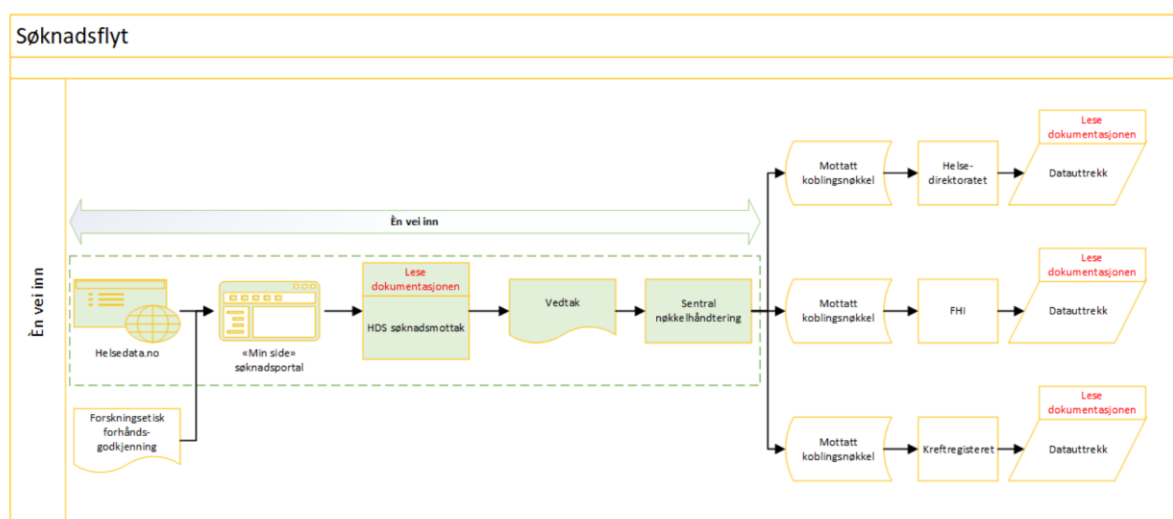 Søknadsflyt
Èn vei inn
Èn vei inn
Helsedata.no
Forskningsetisk
forhånds-
godkjenning
«Min side»
søknadsportal
Lese
dokumentasjonen
HDS søknadsmottak
Vedtak
Sentral
nøkkelhåndtering
Mottatt
koblingsnøkkel
Helse-
direktoratet
Lese
dokumentasjonen
Datauttrekk
Mottatt
koblingsnøkkel
FHI
Lese
dokumentasjonen
Datauttrekk
Mottatt
koblingsnøkkel
Kreftregisteret
Lese
dokumentasjonen
Datauttrekk